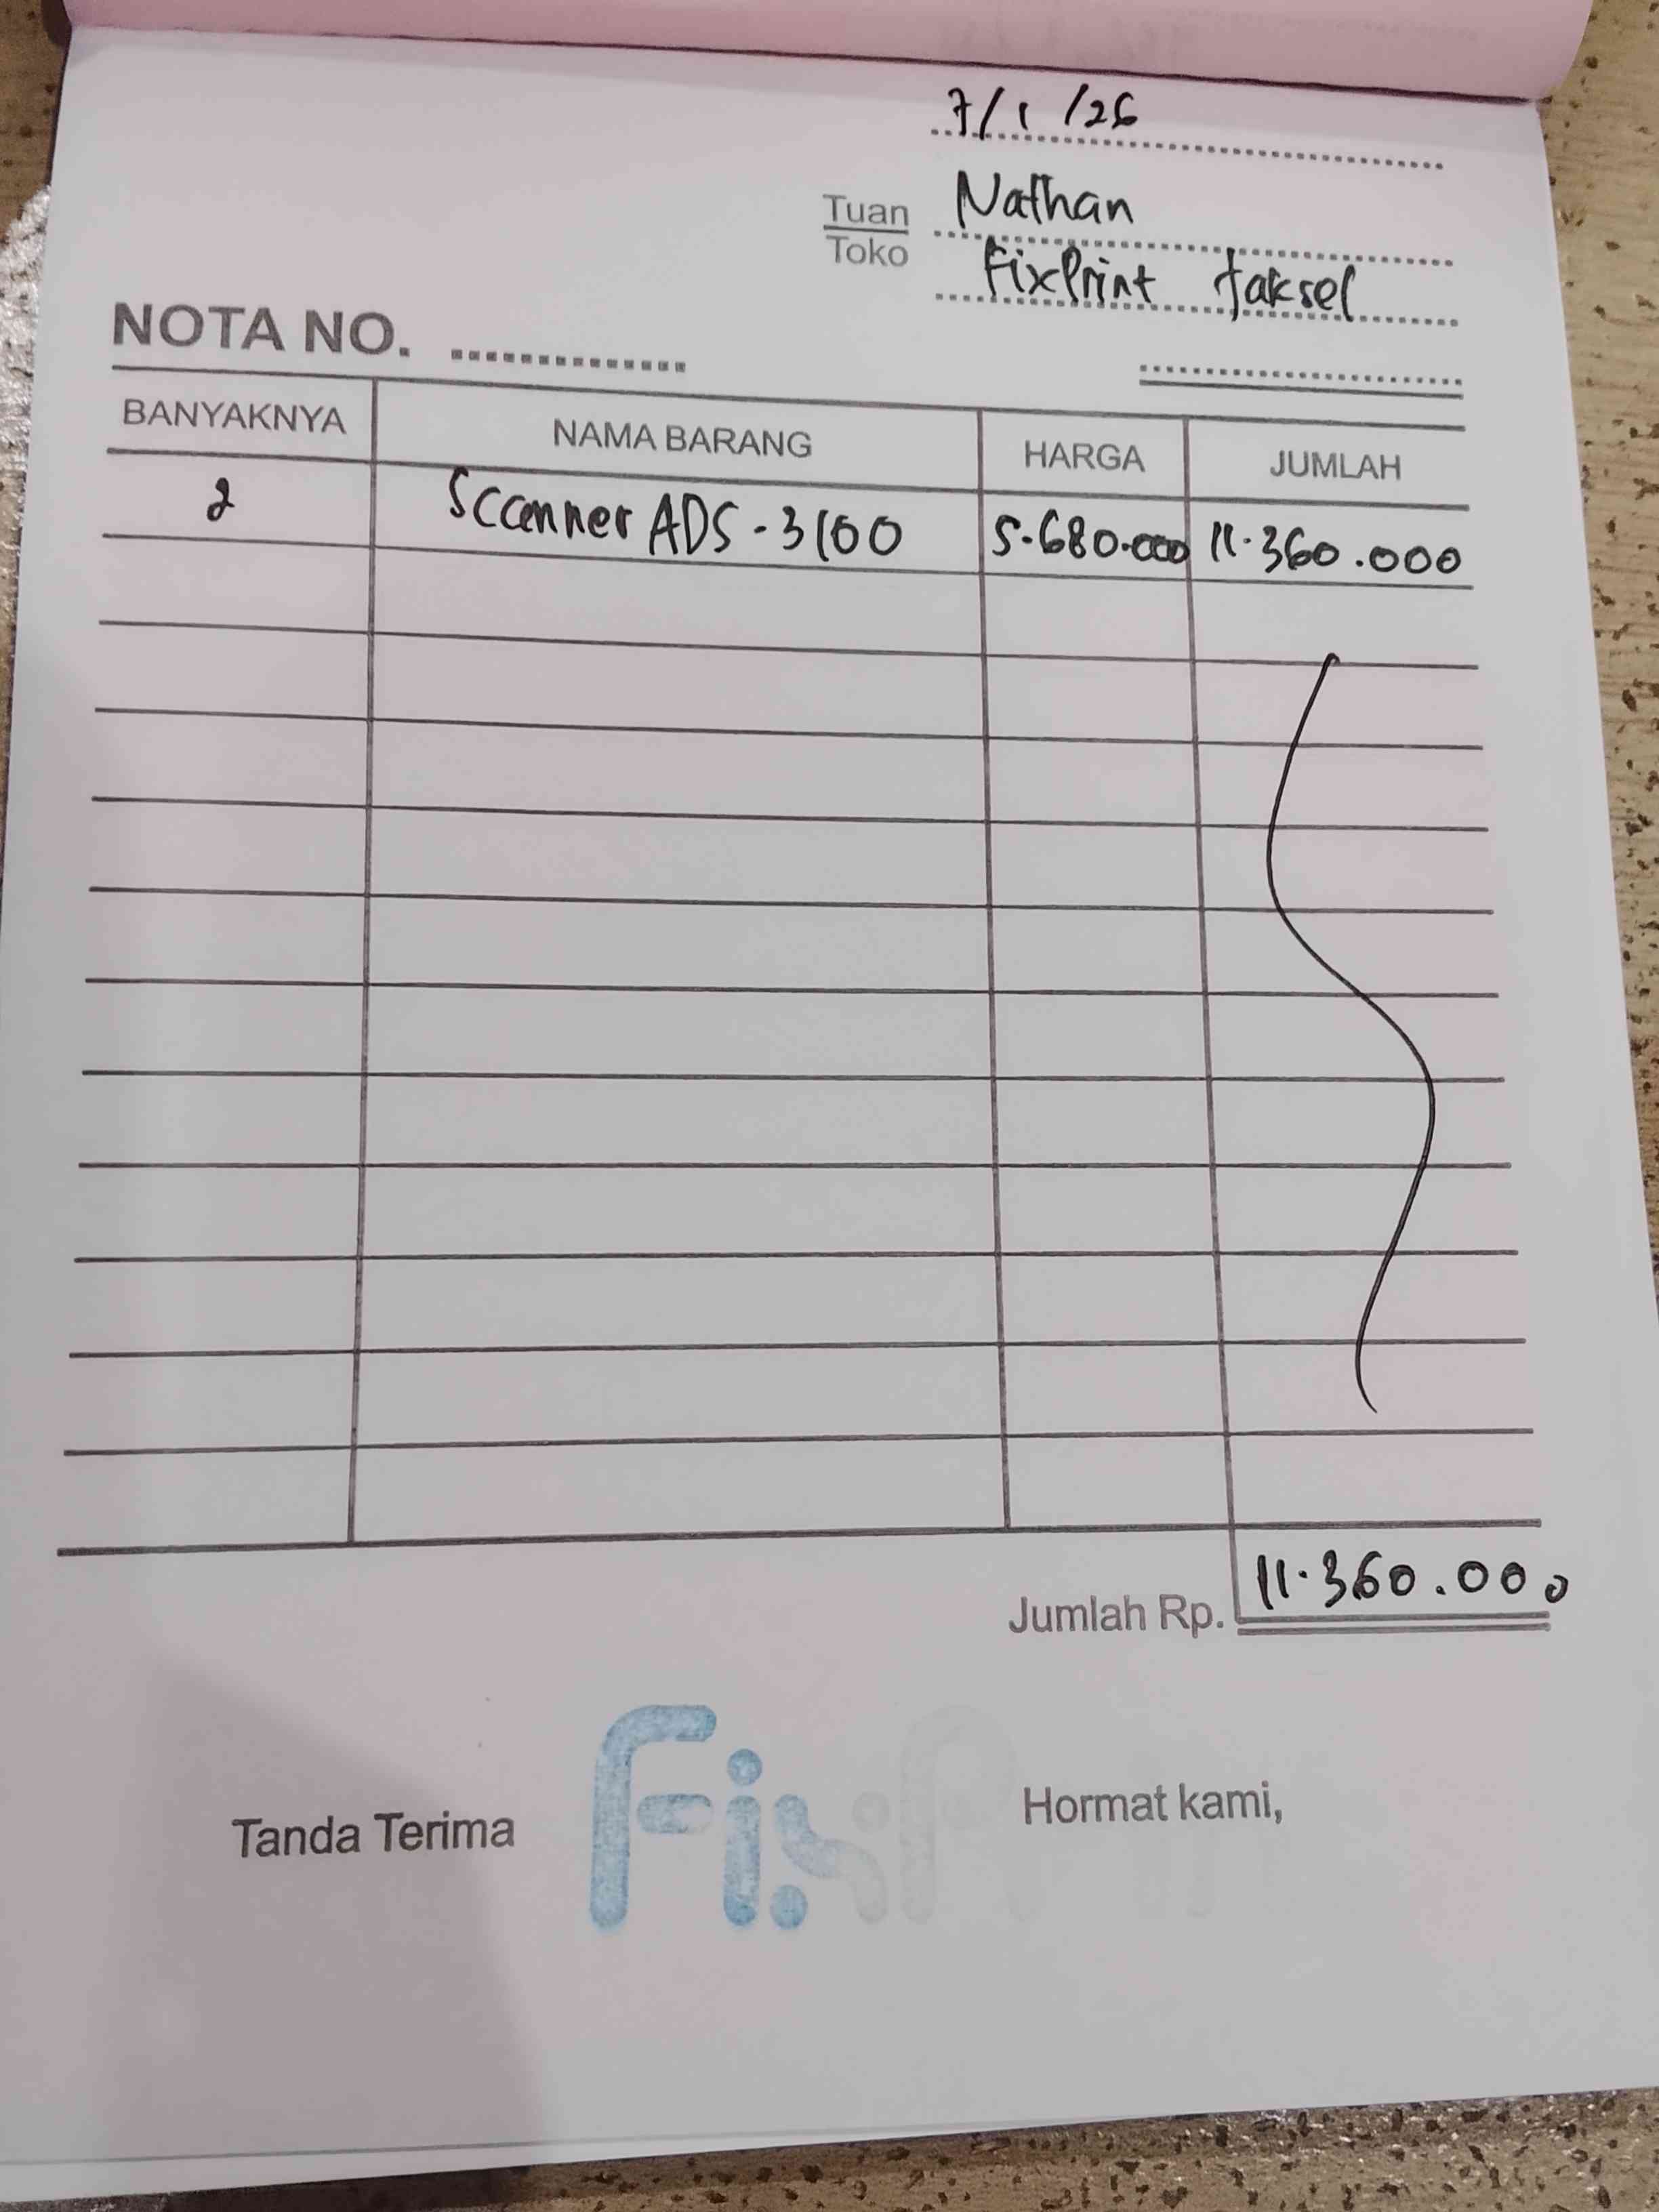 7/1/26
Tuan Nathan
Toko FixPrint Jaksel
NOTA NO.
BANYAKNYA NAMA BARANG HARGA JUMLAH
2 Scanner ADS-3100 5.680.000 11.360.000
Jumlah Rp. 11.360.000
Tanda Terima Fix Hormat kami,